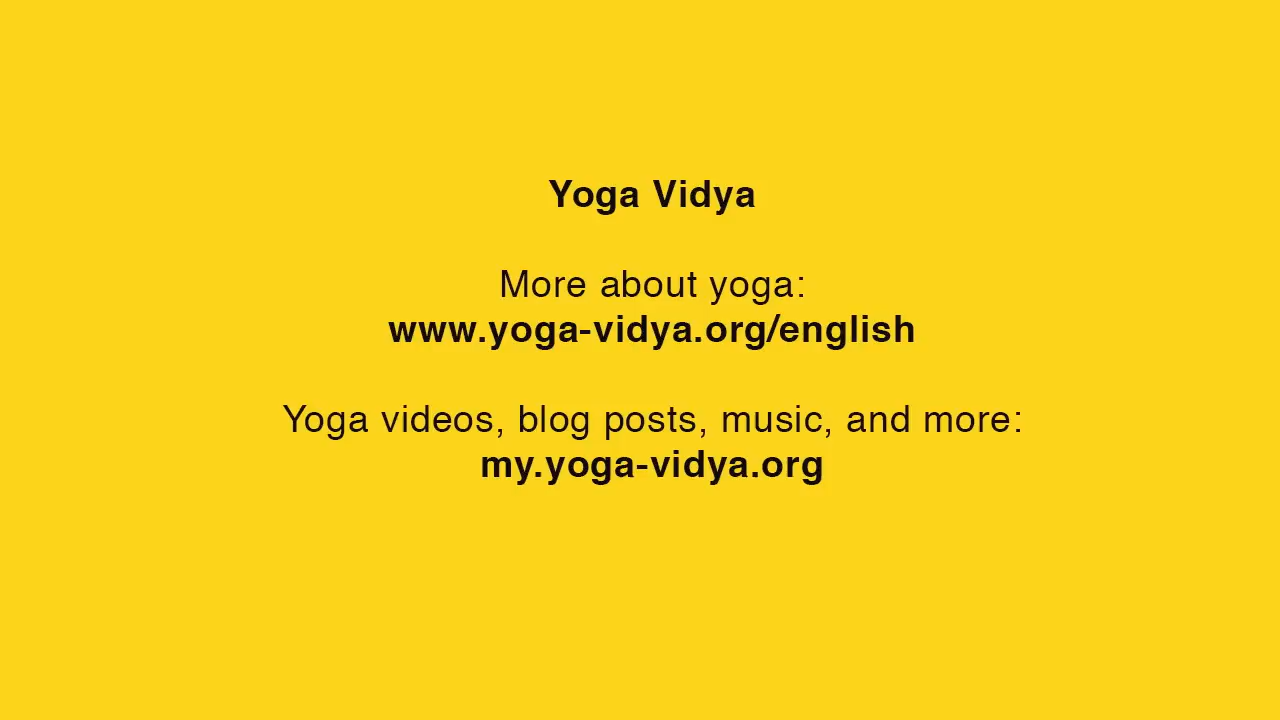 Yoga Vidya
More about yoga:
www.yoga-vidya.org/english
Yoga videos, blog posts, music, and more:
my.yoga-vidya.org